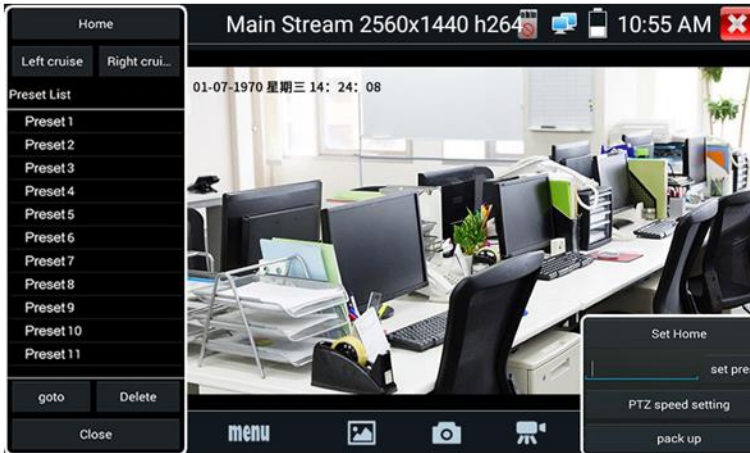 Home
Main Stream 2560x1440 h264
10:55 AM
Left cruise
Right crui...
Preset List
01-07-1970 星期三 14: 24: 08
Preset 1
Preset 2
Preset 3
Preset 4
Preset 5
Preset 6
Preset 7
Preset 8
Preset 9
Preset 10
Preset 11
Set Home
set pre
goto
Delete
PTZ speed setting
Close
menu
pack up